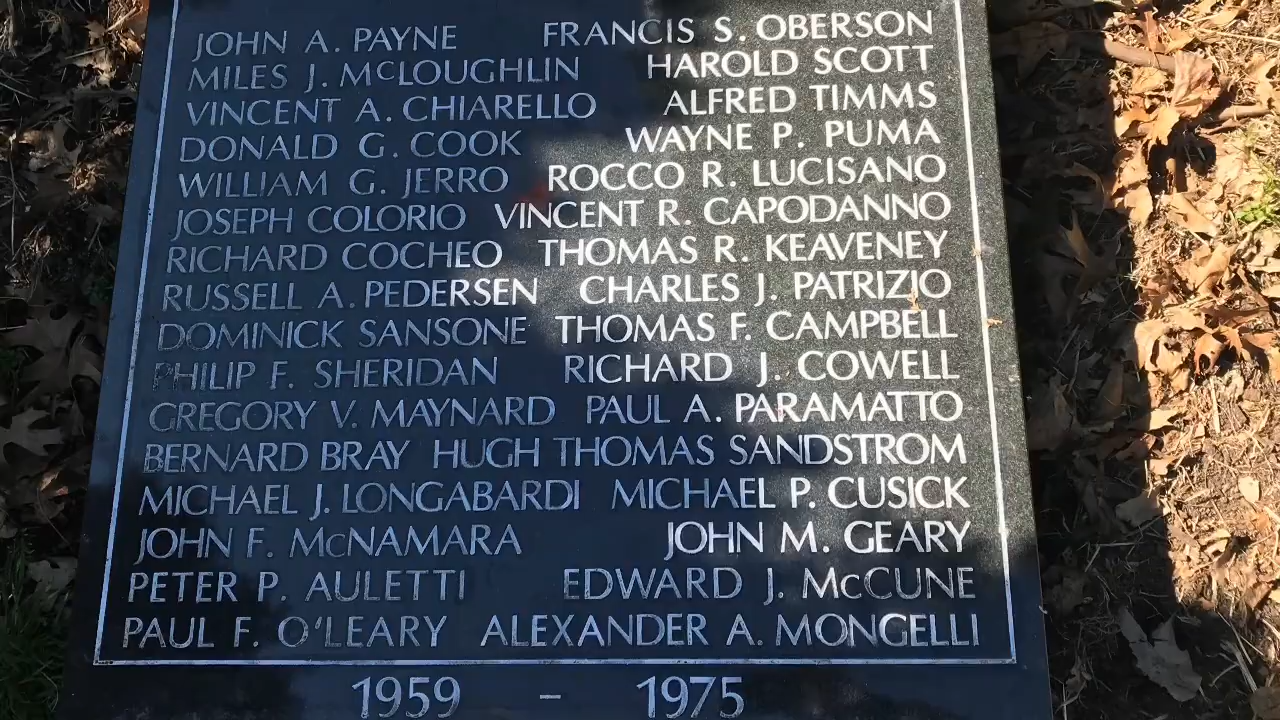 JOHN A. PAYNE FRANCIS S. OBERSON
MILES J. McLOUGHLIN HAROLD SCOTT
VINCENT A. CHIARELLO ALFRED TIMMS
DONALD G. COOK WAYNE P. PUMA
WILLIAM G. JERRO ROCCO R. LUCISANO
JOSEPH COLORIO VINCENT R. CAPODANNO
RICHARD COCHEO THOMAS R. KEAVENEY
RUSSELL A. PEDERSEN CHARLES J. PATRIZIO
DOMINICK SANSONE THOMAS F. CAMPBELL
PHILIP F. SHERIDAN RICHARD J. COWELL
GREGORY V. MAYNARD PAUL A. PARAMATTO
BERNARD BRAY HUGH THOMAS SANDSTROM
MICHAEL J. LONGABARDI MICHAEL P. CUSICK
JOHN F. McNAMARA JOHN M. GEARY
PETER P. AULETTI EDWARD J. McCUNE
PAUL F. O'LEARY ALEXANDER A. MONGELLI
1959 - 1975